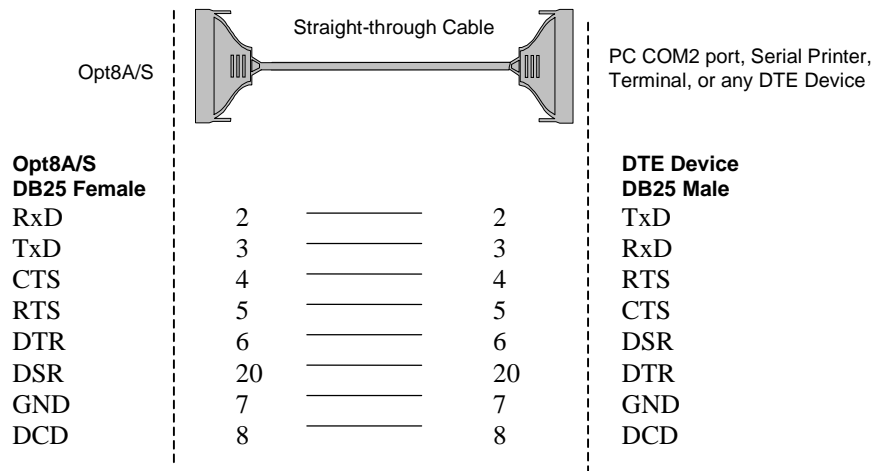 Straight-through Cable
Opt8A/S
PC COM2 port, Serial Printer,
Terminal, or any DTE Device
Opt8A/S DTE Device
DB25 Female DB25 Male
RxD 2 2 TxD
TxD 3 3 RxD
CTS 4 4 RTS
RTS 5 5 CTS
DTR 6 6 DSR
DSR 20 20 DTR
GND 7 7 GND
DCD 8 8 DCD